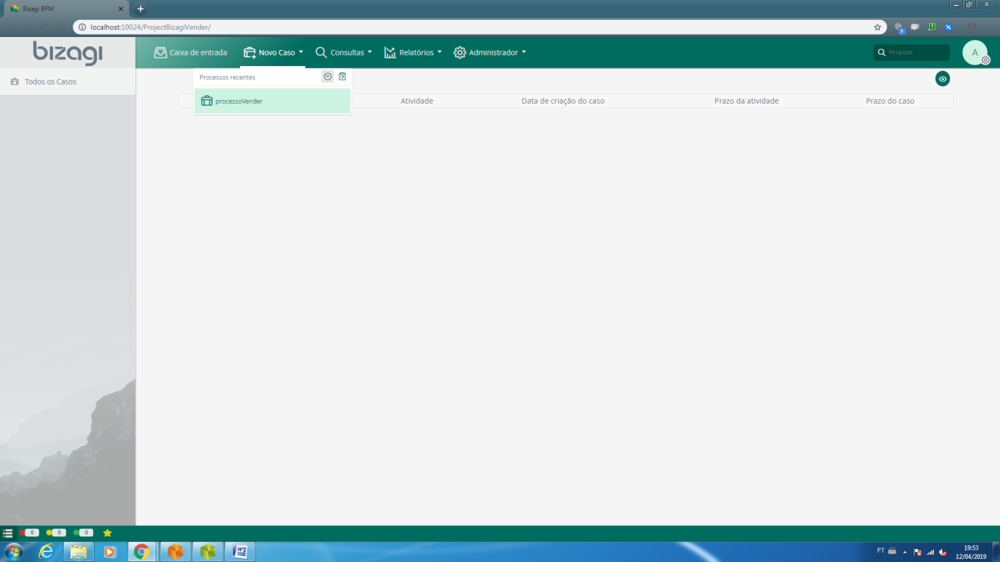 Bizagi BPM
localhost:10024/ProjectBizagiVender/
bizagi
Caixa de entrada
Novo Caso
Consultas
Relatórios
Administrador
Pesquisar
A
Todos os Casos
Processos recentes
processoVender
Atividade
Data de criação do caso
Prazo da atividade
Prazo do caso
0
0
0
PT
19:53
12/04/2019